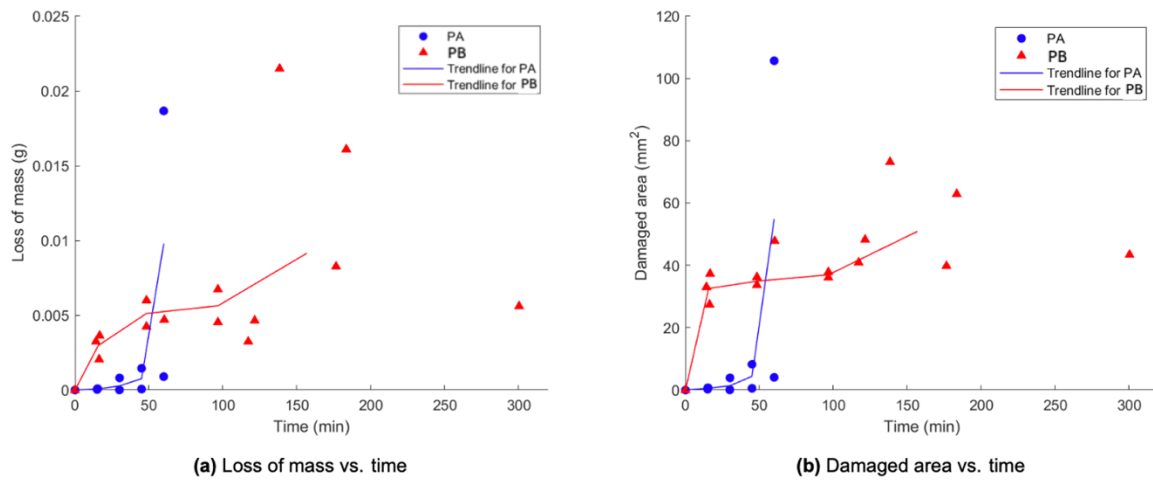 0.025
0.02
0.015
0.01
0.005
0
Loss of mass (g)
PA
PB
Trendline for PA
Trendline for PB
0 50 100 150 200 250 300
Time (min)
(a) Loss of mass vs. time
120
100
80
60
40
20
0
Damaged area (mm²)
PA
PB
Trendline for PA
Trendline for PB
0 50 100 150 200 250 300
Time (min)
(b) Damaged area vs. time